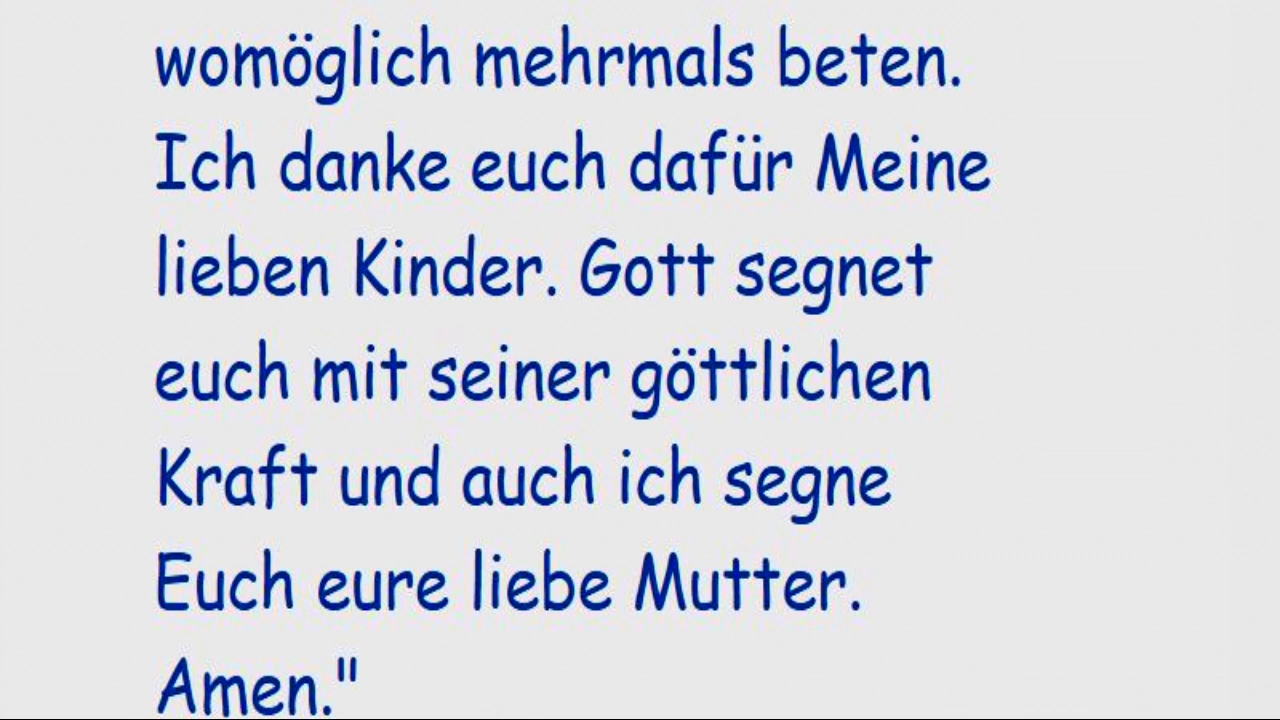 womöglich mehrmals beten.
Ich danke euch dafür Meine
lieben Kinder. Gott segnet
euch mit seiner göttlichen
Kraft und auch ich segne
Euch eure liebe Mutter.
Amen."